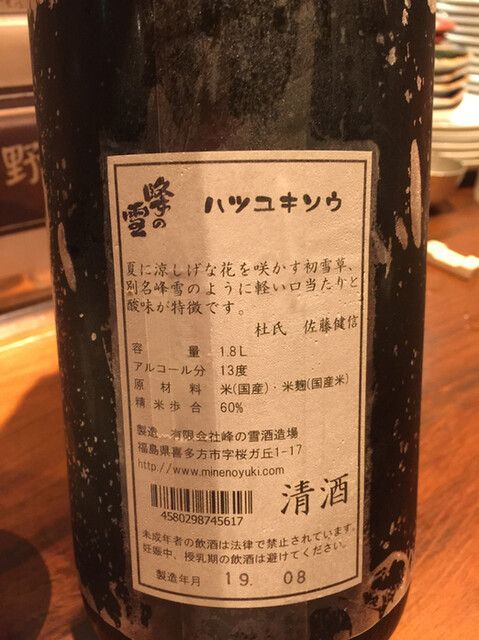 峰の雪
ハツユキソウ
夏に涼しげな花を咲かす初雪草、
別名峰雪のように軽い口当たりと
酸味が特徴です。
杜氏 佐藤健信
容量 1.8L
アルコール分 13度
原材料 米(国産)・米麹(国産米)
精米歩合 60%
製造 有限会社峰の雪酒造場
福島県喜多方市字桜ガ丘1-17
http://www.minenoyuki.com/
清酒
4580298745617
未成年者の飲酒は法律で禁止されています。
妊娠中、授乳期の飲酒は避けてください。
製造年月 19. 08
野